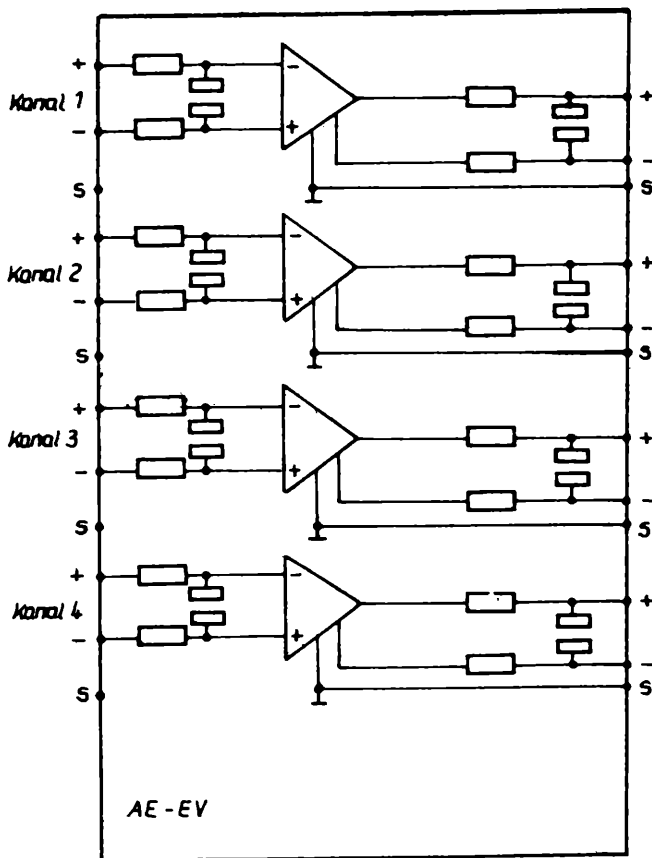 + - +
Kanal 1
- + -
S S
+ - +
Kanal 2
- + -
S S
+ - +
Kanal 3
- + -
S S
+ - +
Kanal 4
- + -
S S
AE - EV